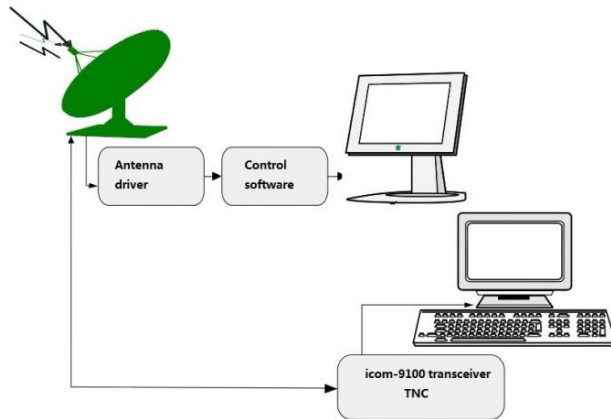 Antenna
driver
Control
software
icom-9100 transceiver
TNC